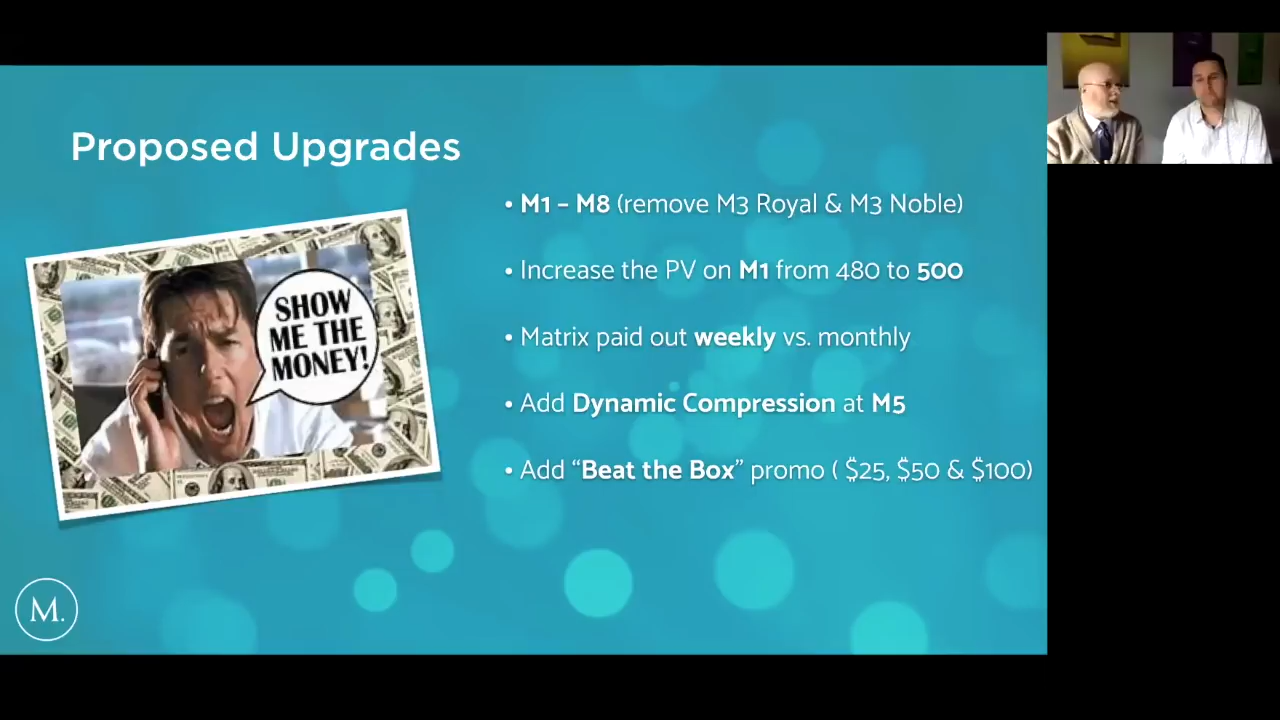 Proposed Upgrades
SHOW
ME THE
MONEY!
• M1 – M8 (remove M3 Royal & M3 Noble)
• Increase the PV on M1 from 480 to 500
• Matrix paid out weekly vs. monthly
• Add Dynamic Compression at M5
• Add “Beat the Box” promo ( $25, $50 & $100)
M.